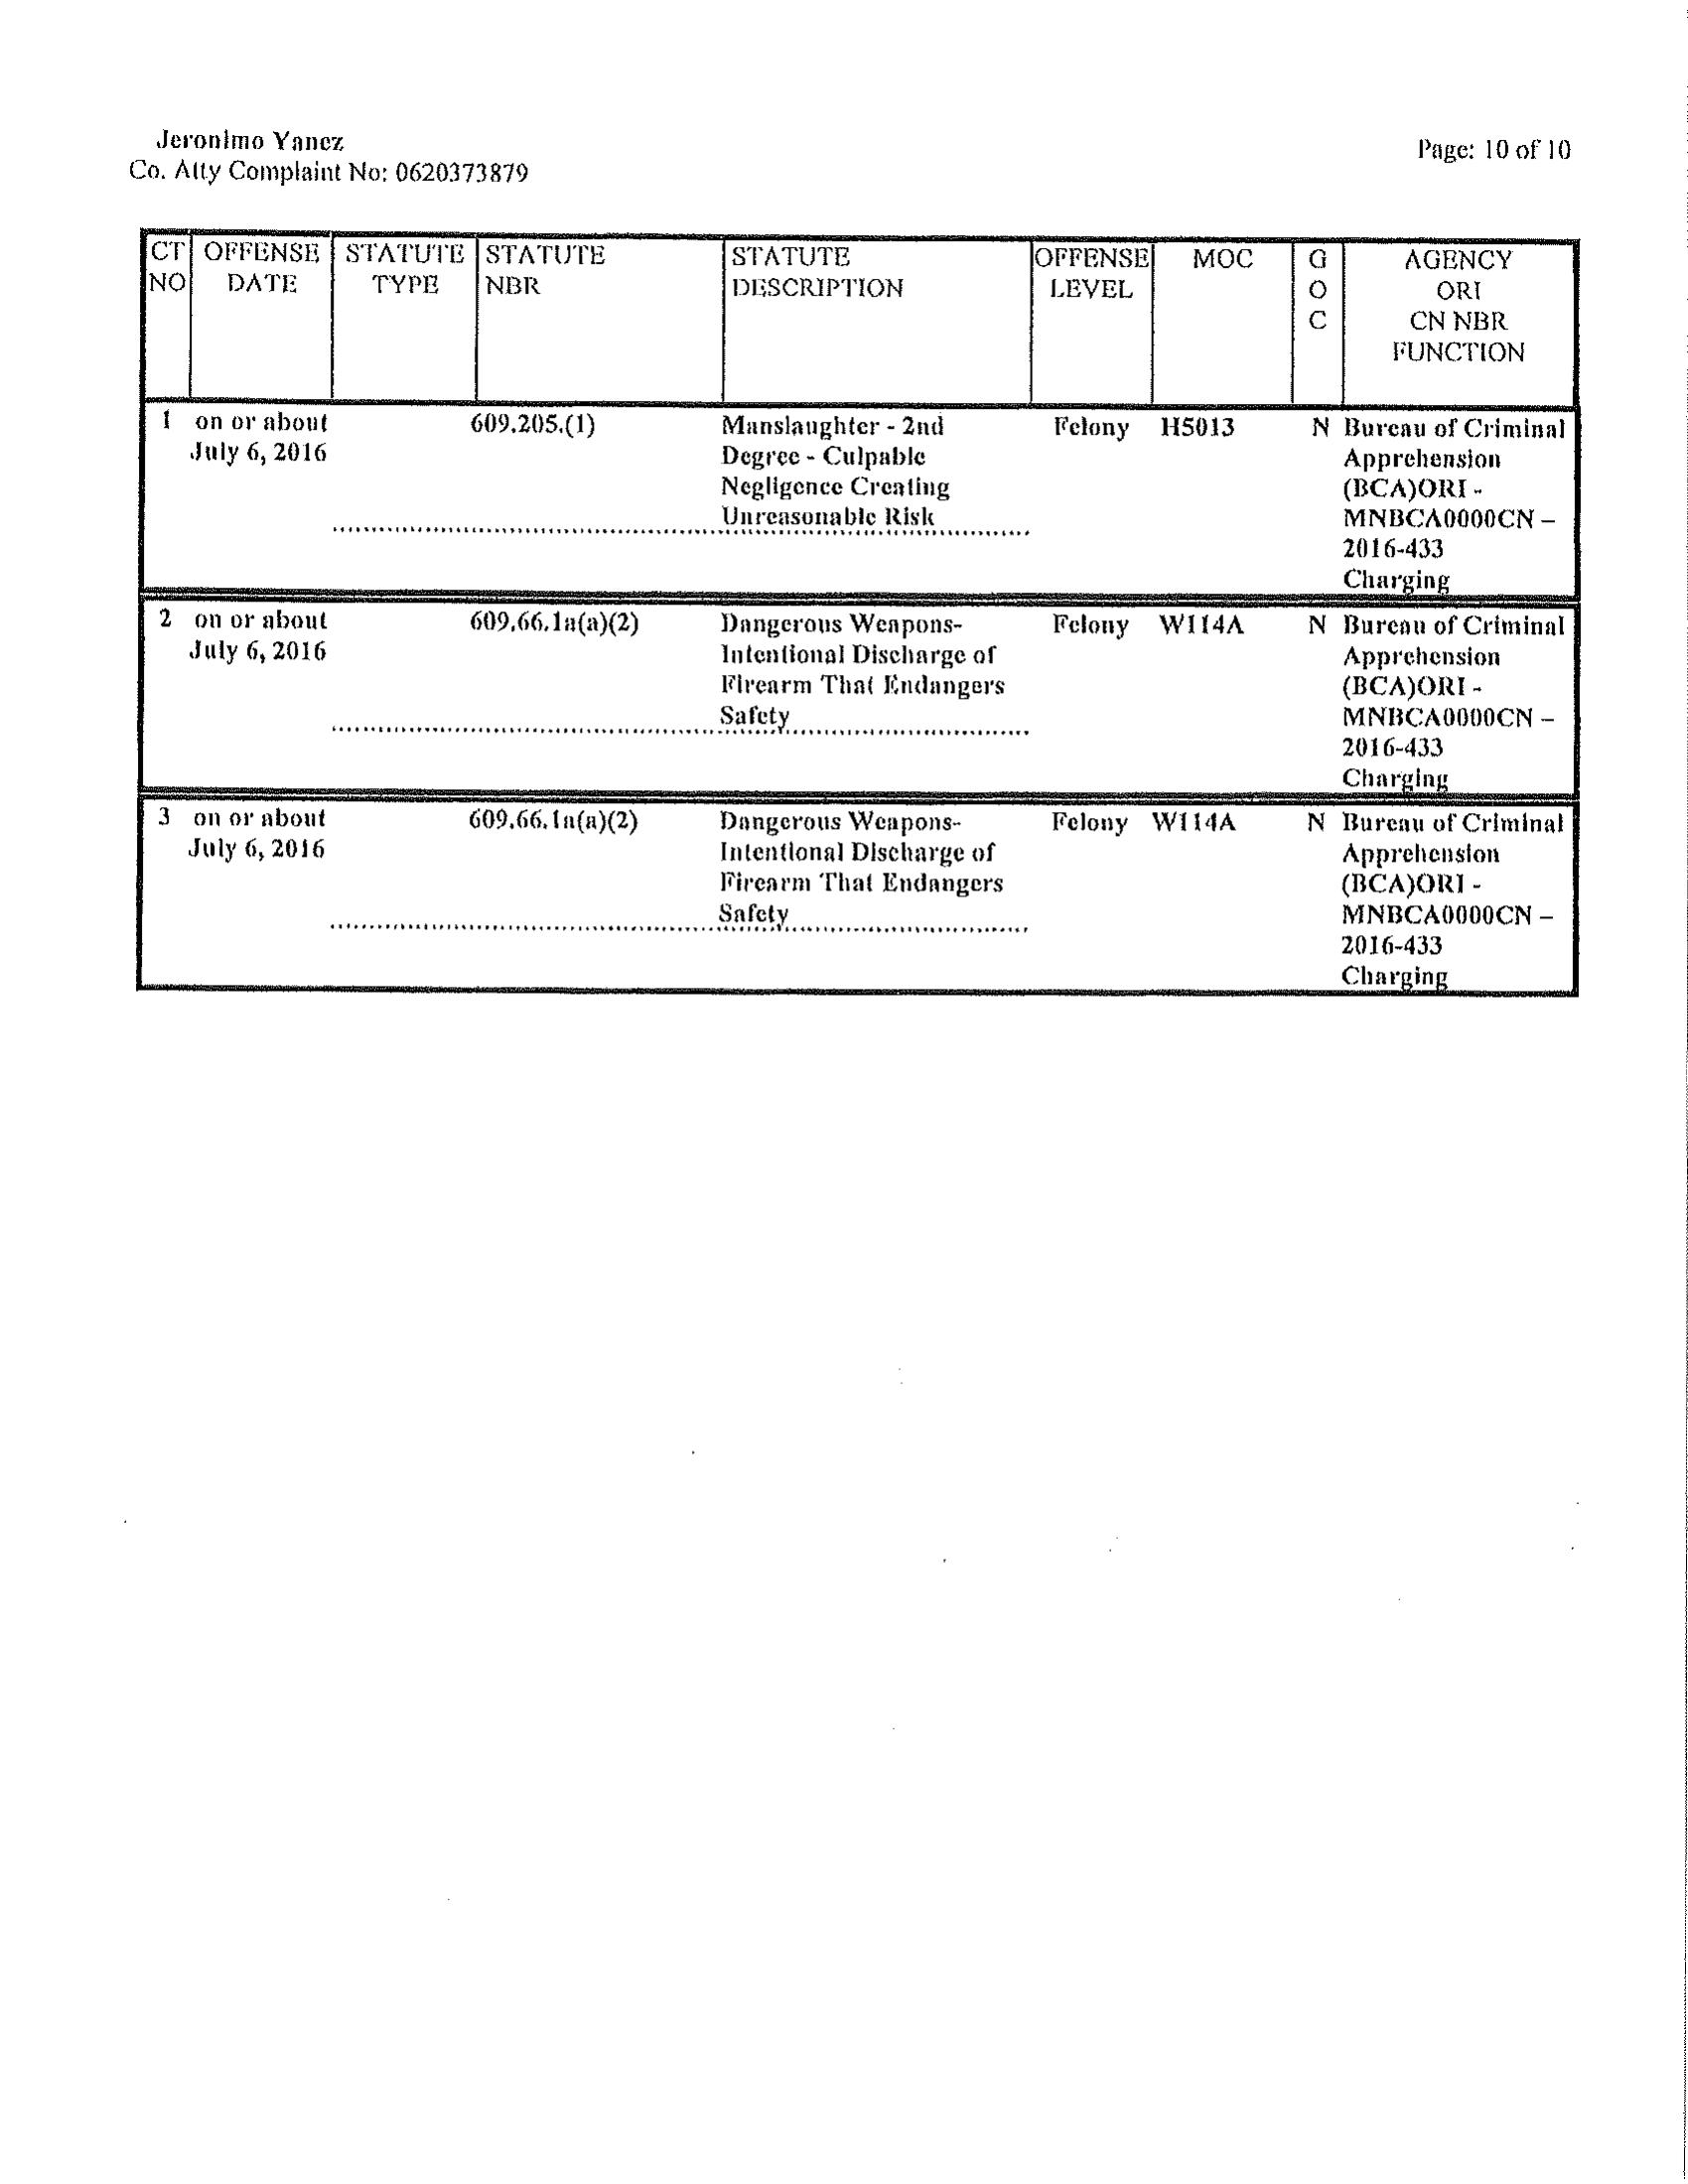 Jeronimo Yanez
Co. Atty Complaint No: 0620373879
Page: 10 of 10
CT NO
OFFENSE DATE
STATUTE TYPE
STATUTE NBR
STATUTE DESCRIPTION
OFFENSE LEVEL
MOC
G O C
AGENCY
ORI
CN NBR
FUNCTION
1 on or about 609.205.(1) Manslaughter - 2nd Felony H5013 N Bureau of Criminal
July 6, 2016 Degree - Culpable Apprehension
Negligence Creating (BCA)ORI -
Unreasonable Risk MNBCA0000CN –
2016-433
Charging
2 on or about 609.66.1a(a)(2) Dangerous Weapons- Felony W114A N Bureau of Criminal
July 6, 2016 Intentional Discharge of Apprehension
Firearm That Endangers (BCA)ORI -
Safety MNBCA0000CN –
2016-433
Charging
3 on or about 609.66.1a(a)(2) Dangerous Weapons- Felony W114A N Bureau of Criminal
July 6, 2016 Intentional Discharge of Apprehension
Firearm That Endangers (BCA)ORI -
Safety MNBCA0000CN –
2016-433
Charging